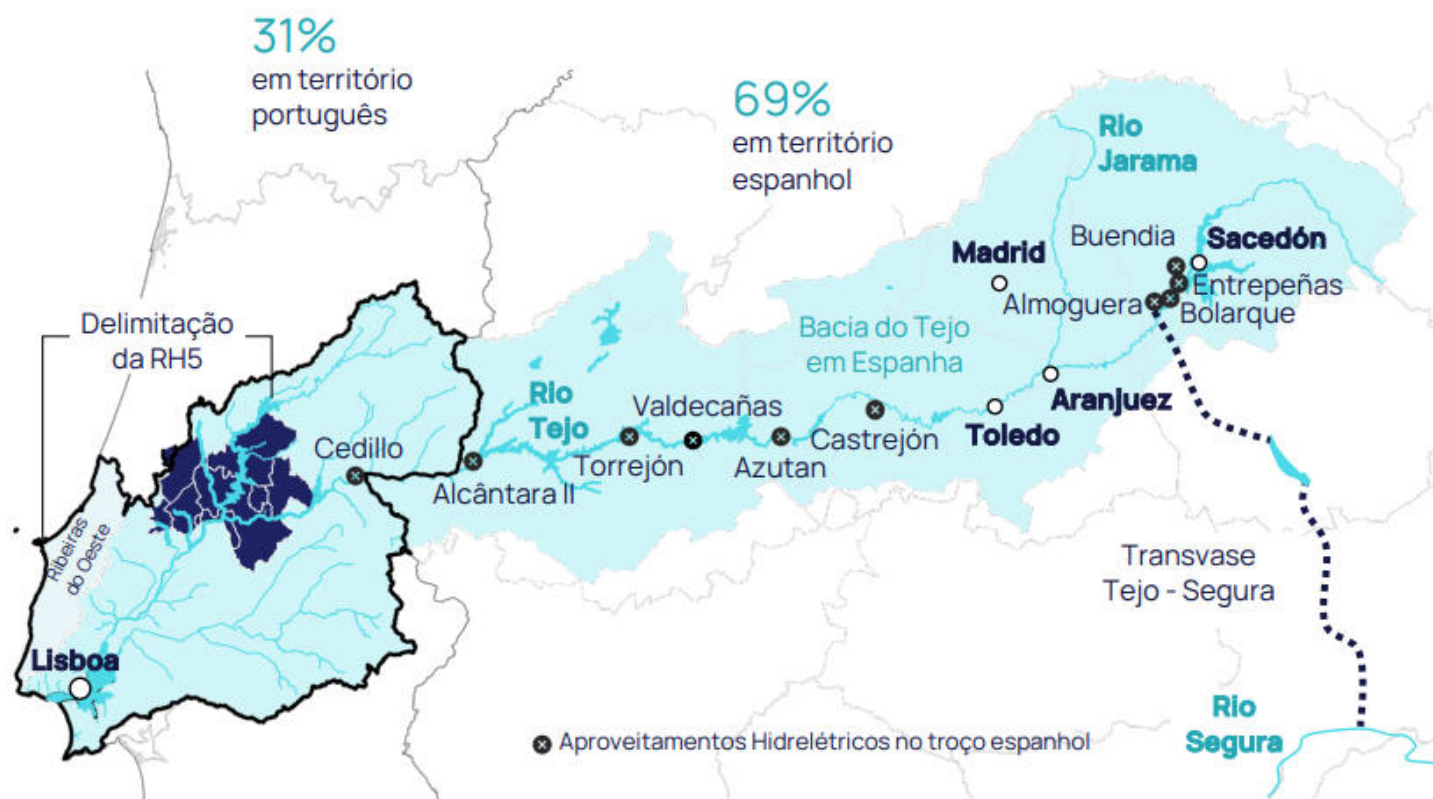 31%
em território
português
69%
em território
espanhol
Rio
Jarama
Buendia
Sacedón
Madrid
Entrepeñas
Almoguera
Bolarque
Delimitação
da RH5
Bacia do Tejo
em Espanha
Rio
Tejo
Valdecañas
Aranjuez
Cedillo
Torrejón
Castrejón
Toledo
Azutan
Alcântara II
Ribeiras
do Oeste
Transvase
Tejo - Segura
Lisboa
Rio
Segura
Aproveitamentos Hidrelétricos no troço espanhol